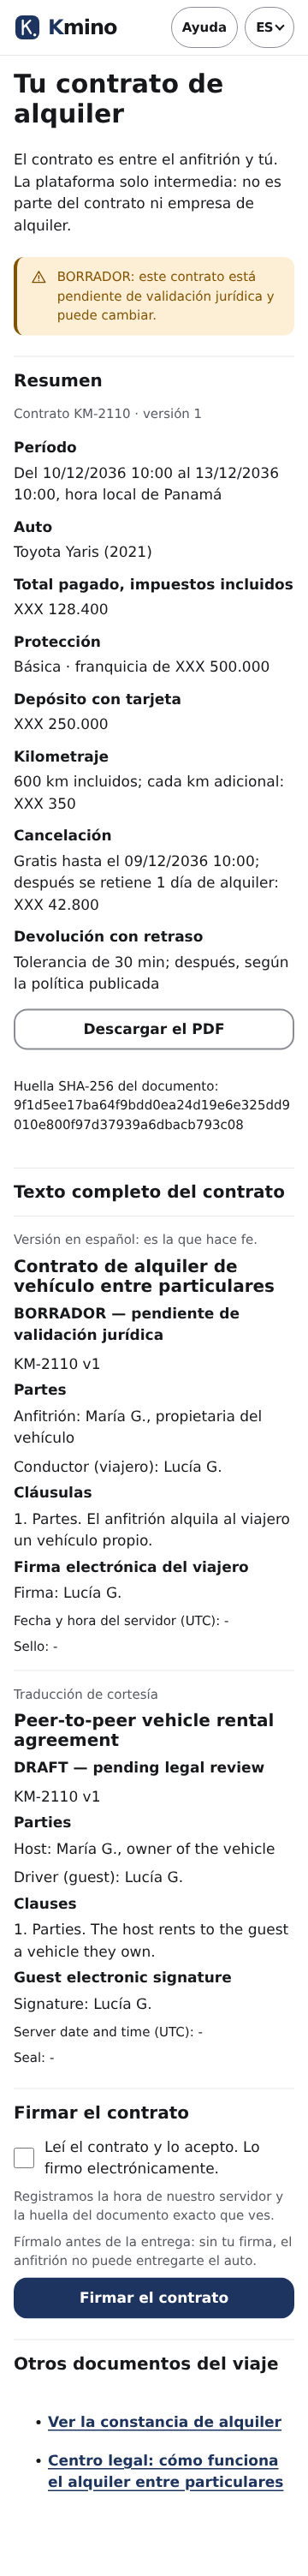 K. Kmino
Ayuda
ES
Tu contrato de
alquiler
El contrato es entre el anfitrión y tú.
La plataforma solo intermedia: no es
parte del contrato ni empresa de
alquiler.
BORRADOR: este contrato está
pendiente de validación jurídica y
puede cambiar.
Resumen
Contrato KM-2110 · versión 1
Período
Del 10/12/2036 10:00 al 13/12/2036
10:00, hora local de Panamá
Auto
Toyota Yaris (2021)
Total pagado, impuestos incluidos
XXX 128.400
Protección
Básica · franquicia de XXX 500.000
Depósito con tarjeta
XXX 250.000
Kilometraje
600 km incluidos; cada km adicional:
XXX 350
Cancelación
Gratis hasta el 09/12/2036 10:00;
después se retiene 1 día de alquiler:
XXX 42.800
Devolución con retraso
Tolerancia de 30 min; después, según
la política publicada
Descargar el PDF
Huella SHA-256 del documento:
9f1d5ee17ba64f9bdd0ea24d19e6e325dd9
010e800f97d37939a6dbacb793c08
Texto completo del contrato
Versión en español: es la que hace fe.
Contrato de alquiler de
vehículo entre particulares
BORRADOR — pendiente de
validación jurídica
KM-2110 v1
Partes
Anfitrión: María G., propietaria del
vehículo
Conductor (viajero): Lucía G.
Cláusulas
1. Partes. El anfitrión alquila al viajero
un vehículo propio.
Firma electrónica del viajero
Firma: Lucía G.
Fecha y hora del servidor (UTC): -
Sello: -
Traducción de cortesía
Peer-to-peer vehicle rental
agreement
DRAFT — pending legal review
KM-2110 v1
Parties
Host: María G., owner of the vehicle
Driver (guest): Lucía G.
Clauses
1. Parties. The host rents to the guest
a vehicle they own.
Guest electronic signature
Signature: Lucía G.
Server date and time (UTC): -
Seal: -
Firmar el contrato
Leí el contrato y lo acepto. Lo
firmo electrónicamente.
Registramos la hora de nuestro servidor y
la huella del documento exacto que ves.
Fírmalo antes de la entrega: sin tu firma, el
anfitrión no puede entregarte el auto.
Firmar el contrato
Otros documentos del viaje
• Ver la constancia de alquiler
• Centro legal: cómo funciona
el alquiler entre particulares